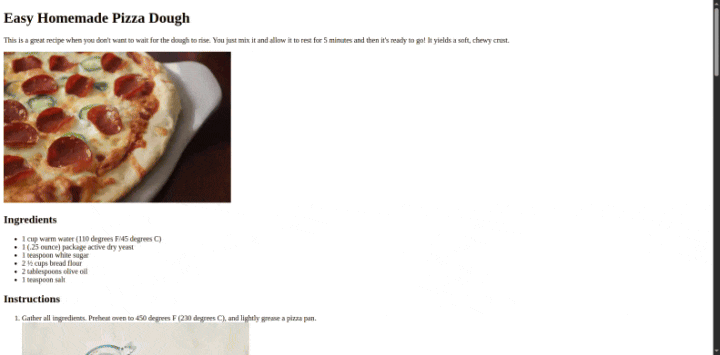 Easy Homemade Pizza Dough
This is a great recipe when you don't want to wait for the dough to rise. You just mix it and allow it to rest for 5 minutes and then it's ready to go! It yields a soft, chewy crust.
Ingredients
• 1 cup warm water (110 degrees F/45 degrees C)
• 1 (.25 ounce) package active dry yeast
• 1 teaspoon white sugar
• 2 ½ cups bread flour
• 2 tablespoons olive oil
• 1 teaspoon salt
Instructions
1. Gather all ingredients. Preheat oven to 450 degrees F (230 degrees C), and lightly grease a pizza pan.